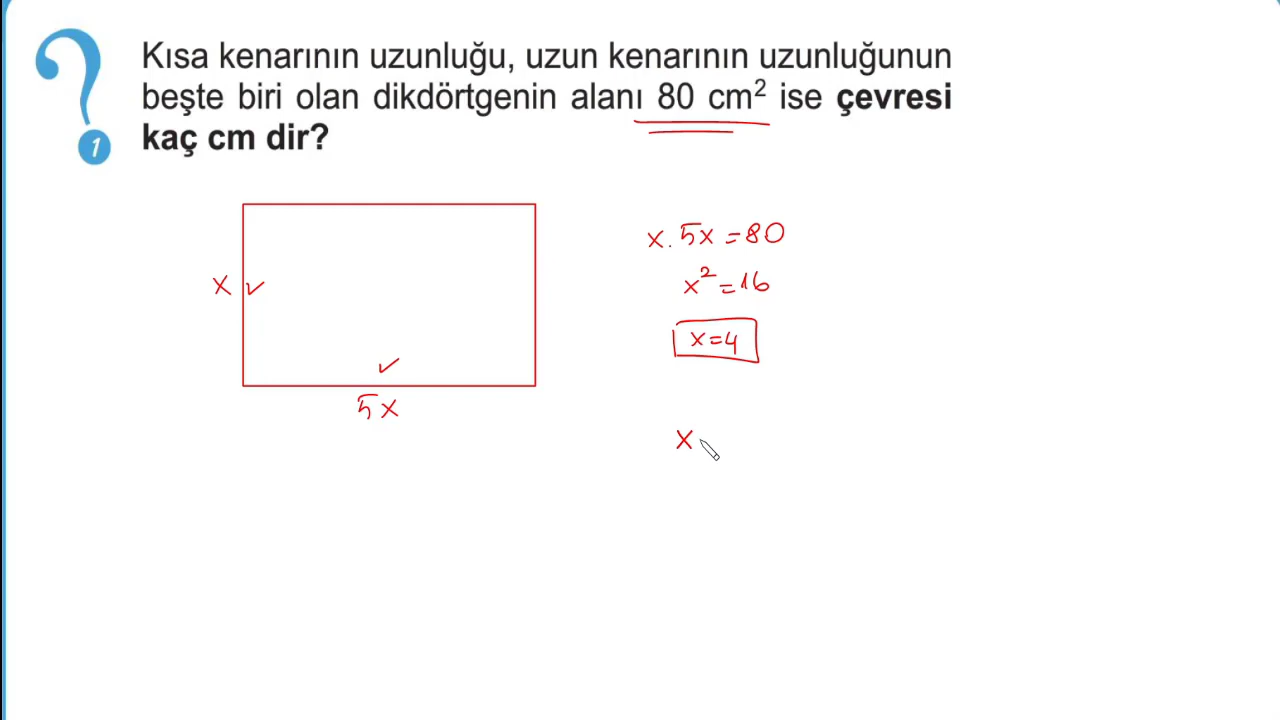 Kısa kenarının uzunluğu, uzun kenarının uzunluğunun
beşte biri olan dikdörtgenin alanı 80 cm² ise çevresi
kaç cm dir?
1
x . 5x = 80
x² = 16
x
x = 4
5x
x